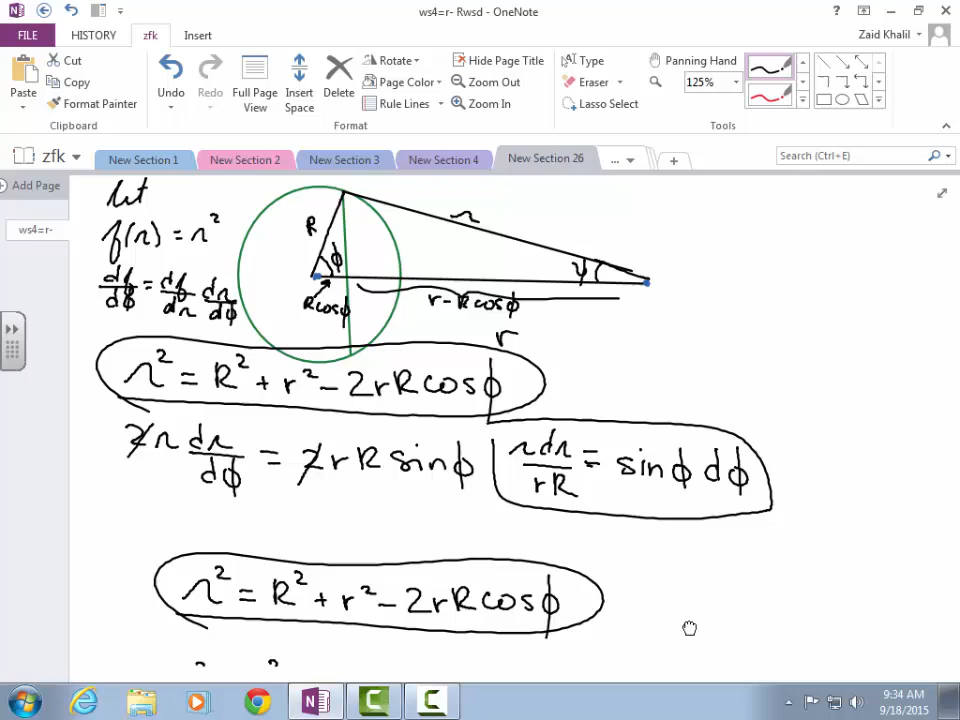 ws4=r- Rwsd - OneNote
FILE HISTORY zfk Insert
Zaid Khalil
Paste
Cut
Copy
Format Painter
Clipboard
Undo
Redo
Full Page View
Insert Space
Delete
Rotate
Page Color
Rule Lines
Hide Page Title
Zoom Out
Zoom In
Format
Type
Eraser
Lasso Select
Panning Hand
125%
Tools
zfk New Section 1 New Section 2 New Section 3 New Section 4 New Section 26 ... Search (Ctrl+E)
Add Page
ws4=r-
let
f(r) = r²
df/dφ = df/dr dr/dφ
R
φ
r
ψ
Rcosφ
r-Rcosφ
r
r² = R² + r² - 2rRcosφ
2r dr/dφ = 2rR sinφ
rdr/rR = sinφ dφ
r² = R² + r² - 2rRcosφ
9:34 AM
9/18/2015